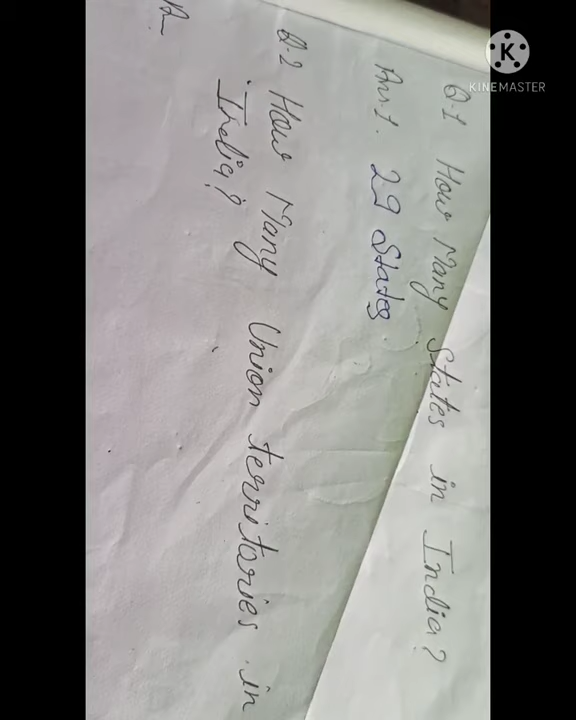 KINEMASTER
Q.1 How Many States in India?
Ans.1. 29 States
Q.2 How Many Union territories in
India?
A